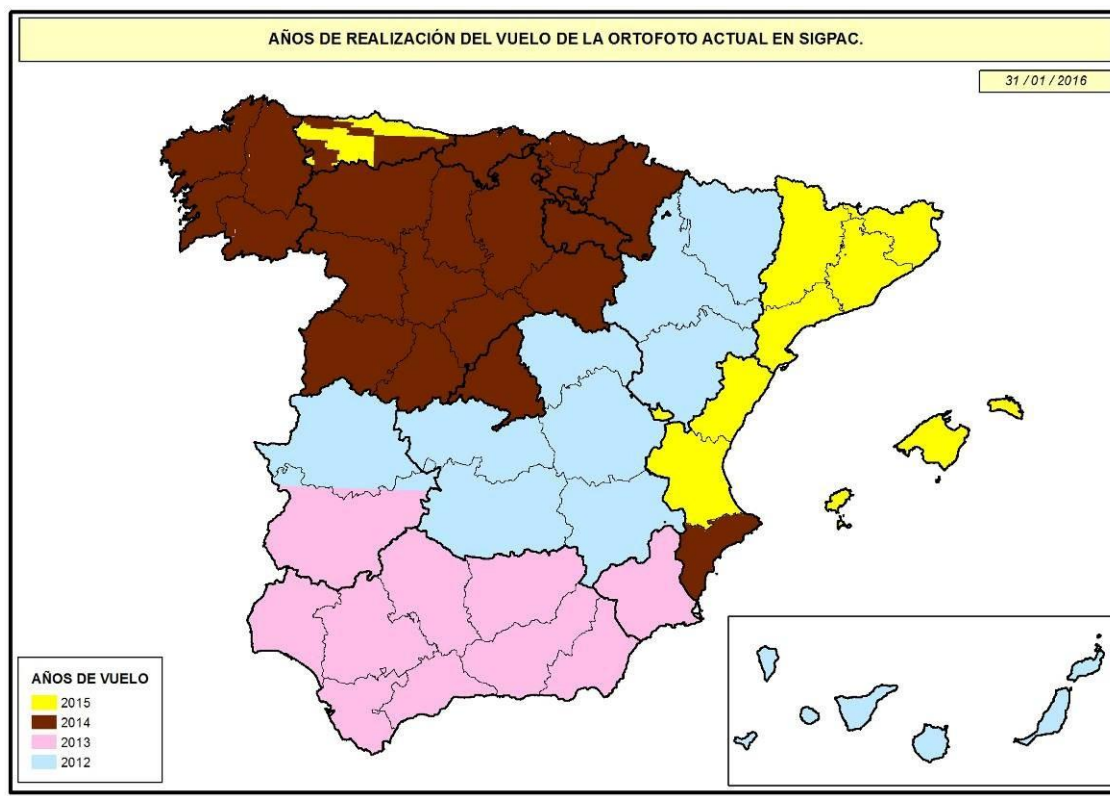 AÑOS DE REALIZACIÓN DEL VUELO DE LA ORTOFOTO ACTUAL EN SIGPAC.
31 / 01 / 2016
AÑOS DE VUELO
2015
2014
2013
2012